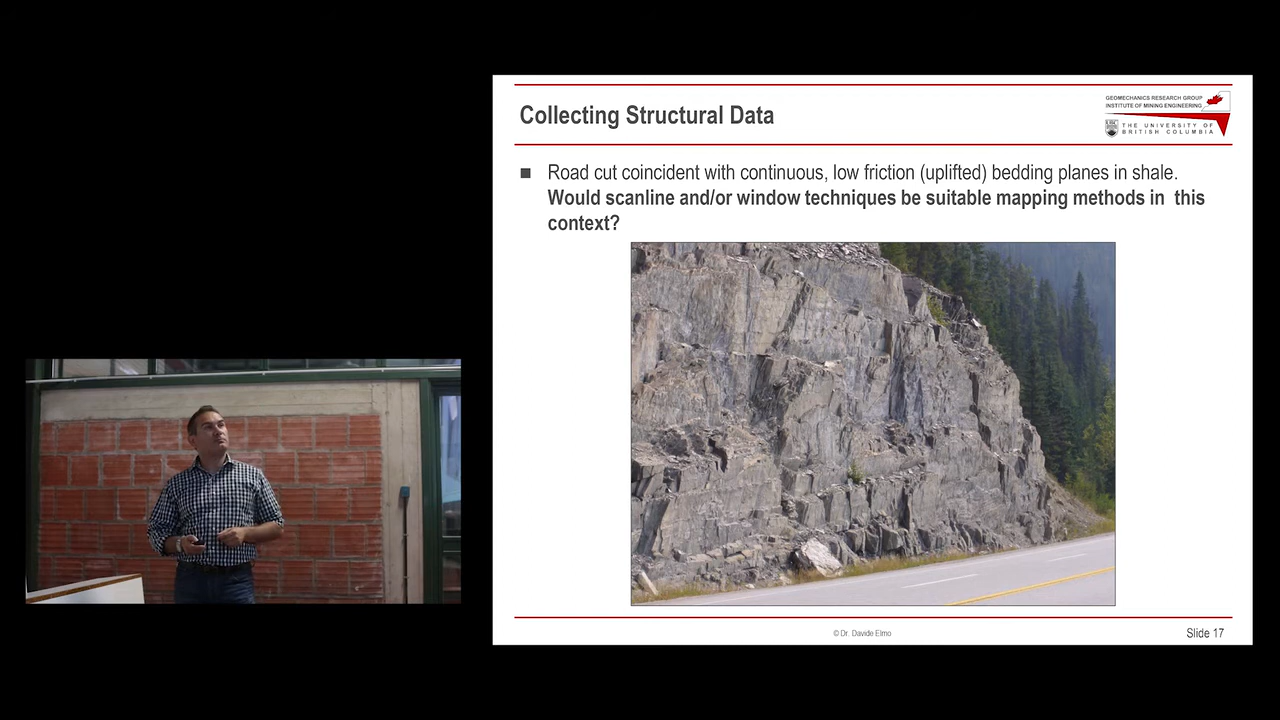 Collecting Structural Data
GEOMECHANICS RESEARCH GROUP
INSTITUTE OF MINING ENGINEERING
THE UNIVERSITY OF
BRITISH COLUMBIA
Road cut coincident with continuous, low friction (uplifted) bedding planes in shale.
Would scanline and/or window techniques be suitable mapping methods in this
context?
© Dr. Davide Elmo
Slide 17